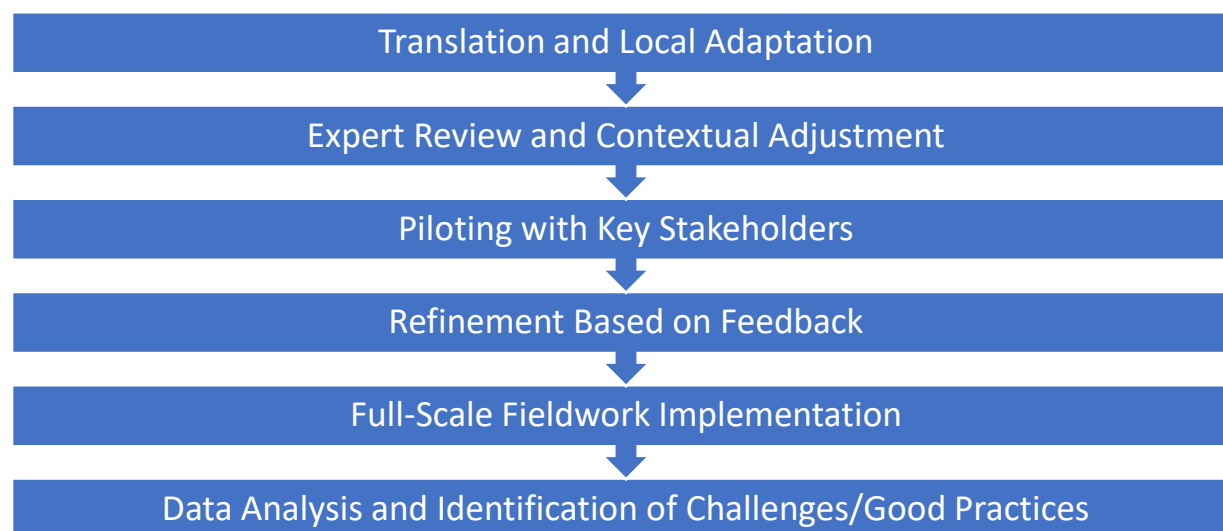 Translation and Local Adaptation
Expert Review and Contextual Adjustment
Piloting with Key Stakeholders
Refinement Based on Feedback
Full-Scale Fieldwork Implementation
Data Analysis and Identification of Challenges/Good Practices